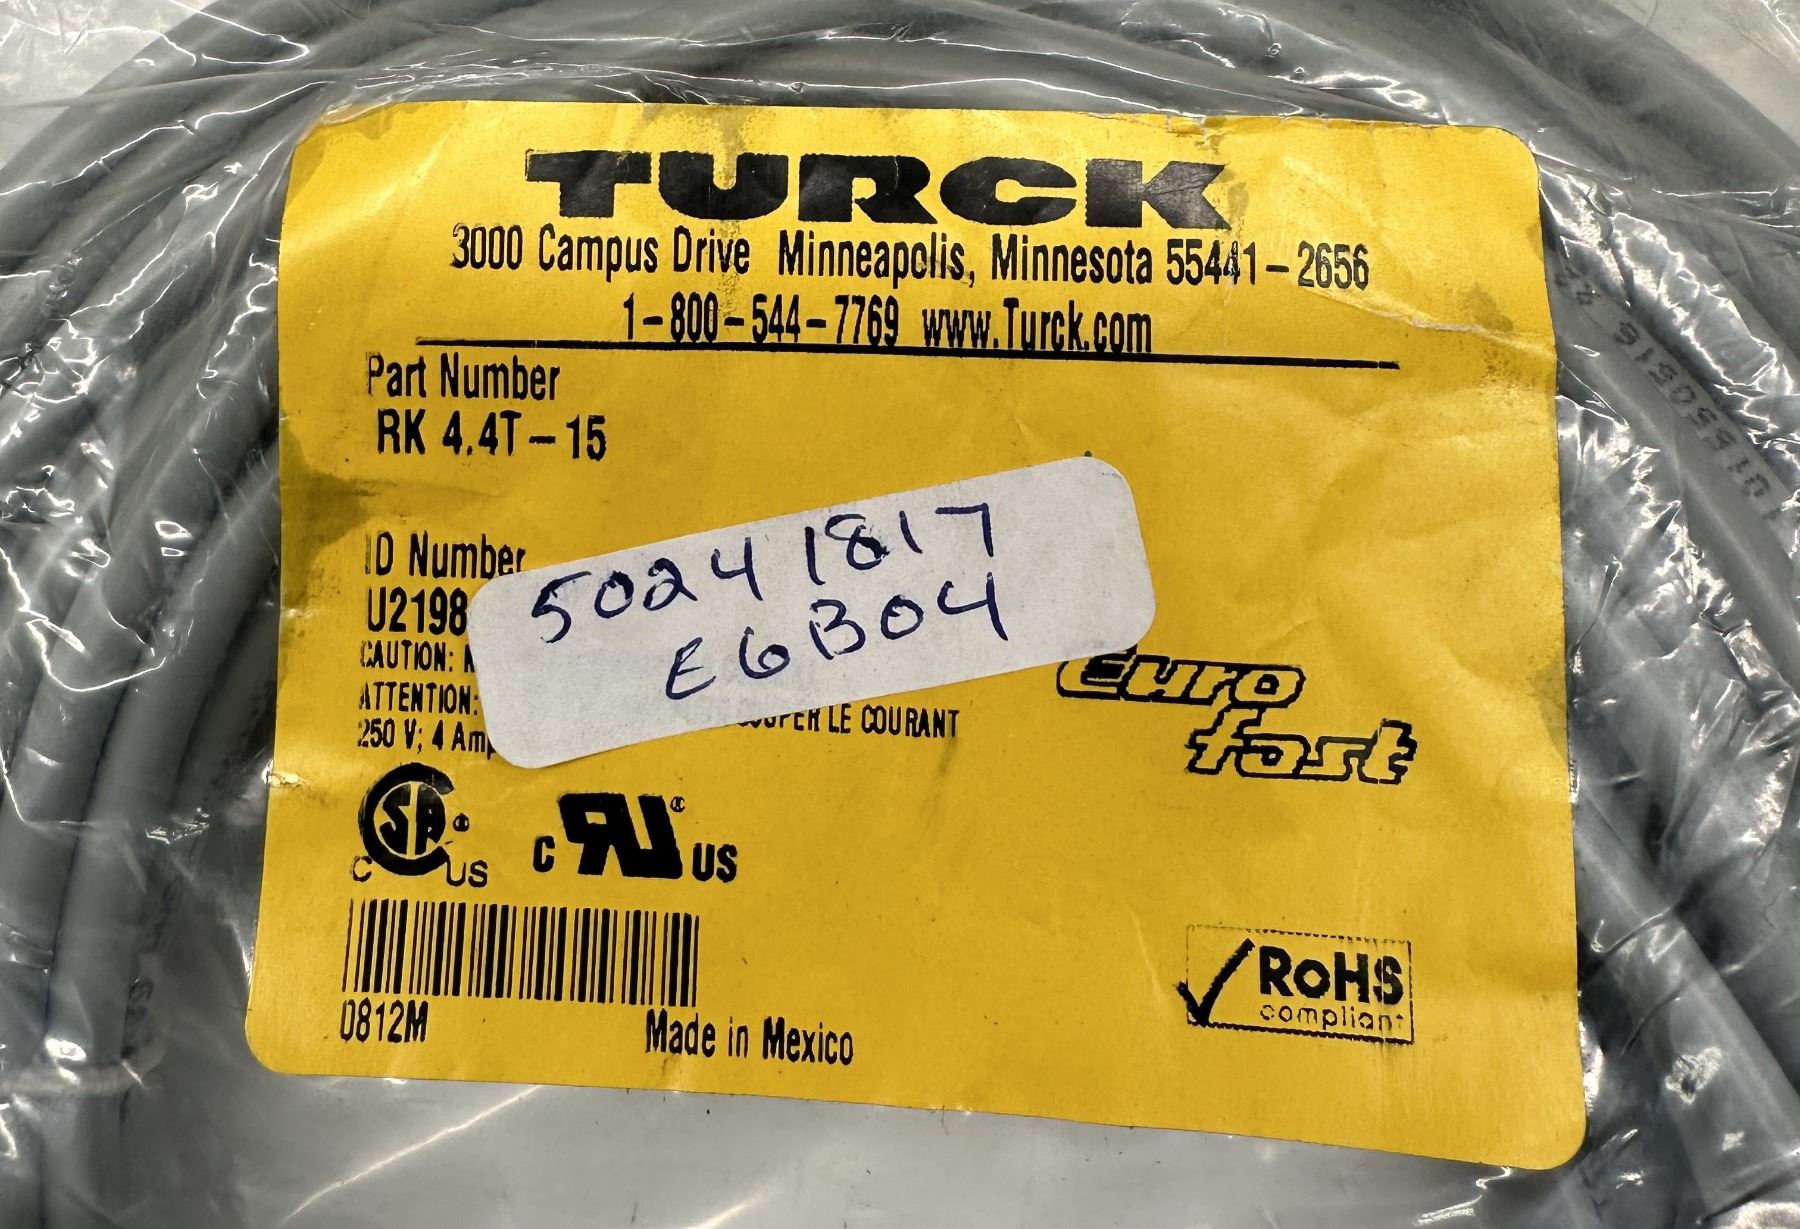 TURCK
3000 Campus Drive Minneapolis, Minnesota 55441-2656
1-800-544-7769 www.Turck.com
Part Number
RK 4.4T-15
ID Number
U2198
50241817
E6B04
CAUTION:
ATTENTION: COUPER LE COURANT
250 V; 4 Amp
Euro
fast
CSA®
C US
C RU® US
0812M
Made in Mexico
RoHS
compliant